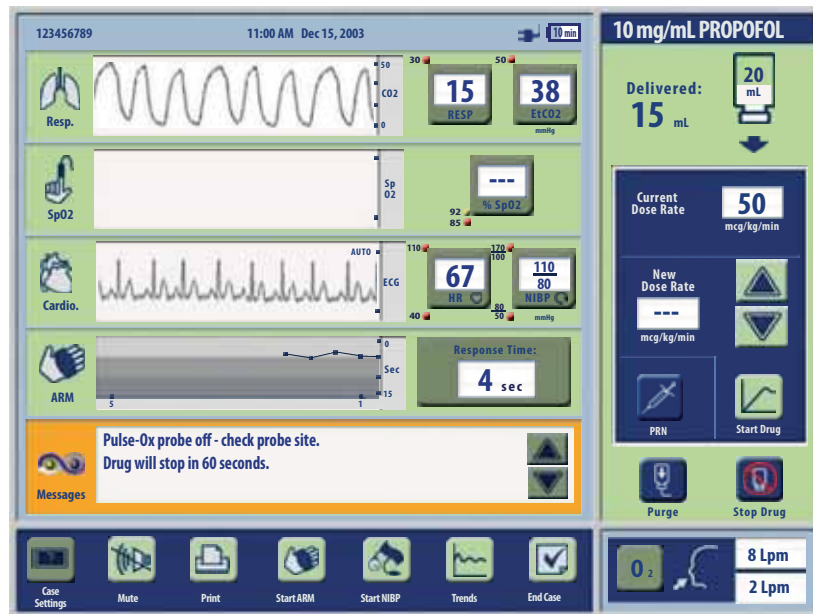 123456789
11:00 AM Dec 15, 2003
10 min
Resp.
50
CO2
0
30
15
RESP
50
38
EtCO2
mmHg
SpO2
Sp
O2
---
% SpO2
92
85
Cardio.
AUTO
ECG
110
67
HR
40
170
100
110
80
NIBP
80
50
mmHg
ARM
0
Sec
15
5
1
Response Time:
4 sec
Messages
Pulse-Ox probe off - check probe site.
Drug will stop in 60 seconds.
Case
Settings
Mute
Print
Start ARM
Start NIBP
Trends
End Case
10 mg/mL PROPOFOL
Delivered:
15 mL
20
mL
Current
Dose Rate
50
mcg/kg/min
New
Dose Rate
---
mcg/kg/min
PRN
Start Drug
Purge
Stop Drug
O2
8 Lpm
2 Lpm